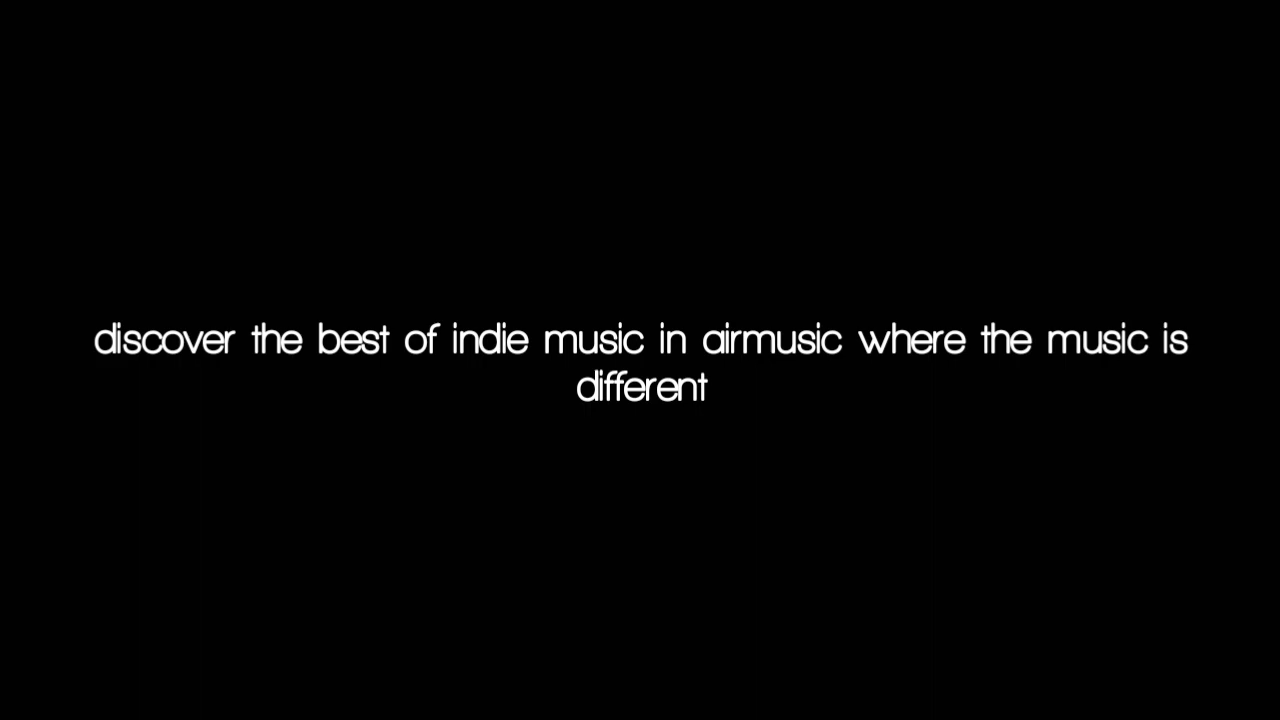 discover the best of indie music in airmusic where the music is
different